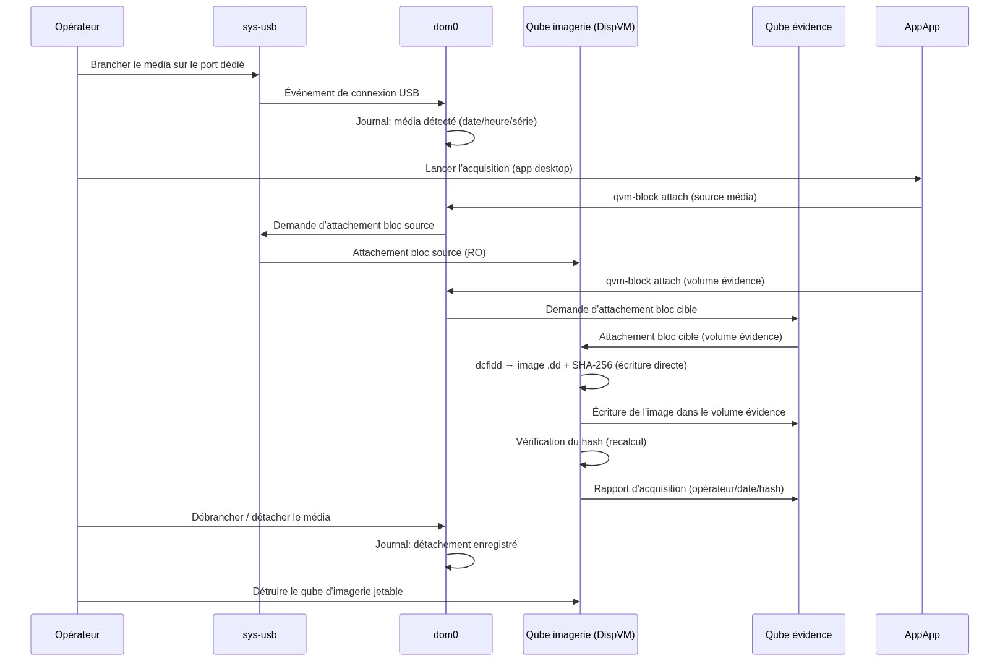 Opérateur
sys-usb
dom0
Qube imagerie (DispVM)
Qube évidence
AppApp
Brancher le média sur le port dédié
Événement de connexion USB
Journal: média détecté (date/heure/série)
Lancer l'acquisition (app desktop)
qvm-block attach (source média)
Demande d'attachement bloc source
Attachement bloc source (RO)
qvm-block attach (volume évidence)
Demande d'attachement bloc cible
Attachement bloc cible (volume évidence)
dcfldd → image .dd + SHA-256 (écriture directe)
Écriture de l'image dans le volume évidence
Vérification du hash (recalcul)
Rapport d'acquisition (opérateur/date/hash)
Débrancher / détacher le média
Journal: détachement enregistré
Détruire le qube d'imagerie jetable
Opérateur
sys-usb
dom0
Qube imagerie (DispVM)
Qube évidence
AppApp